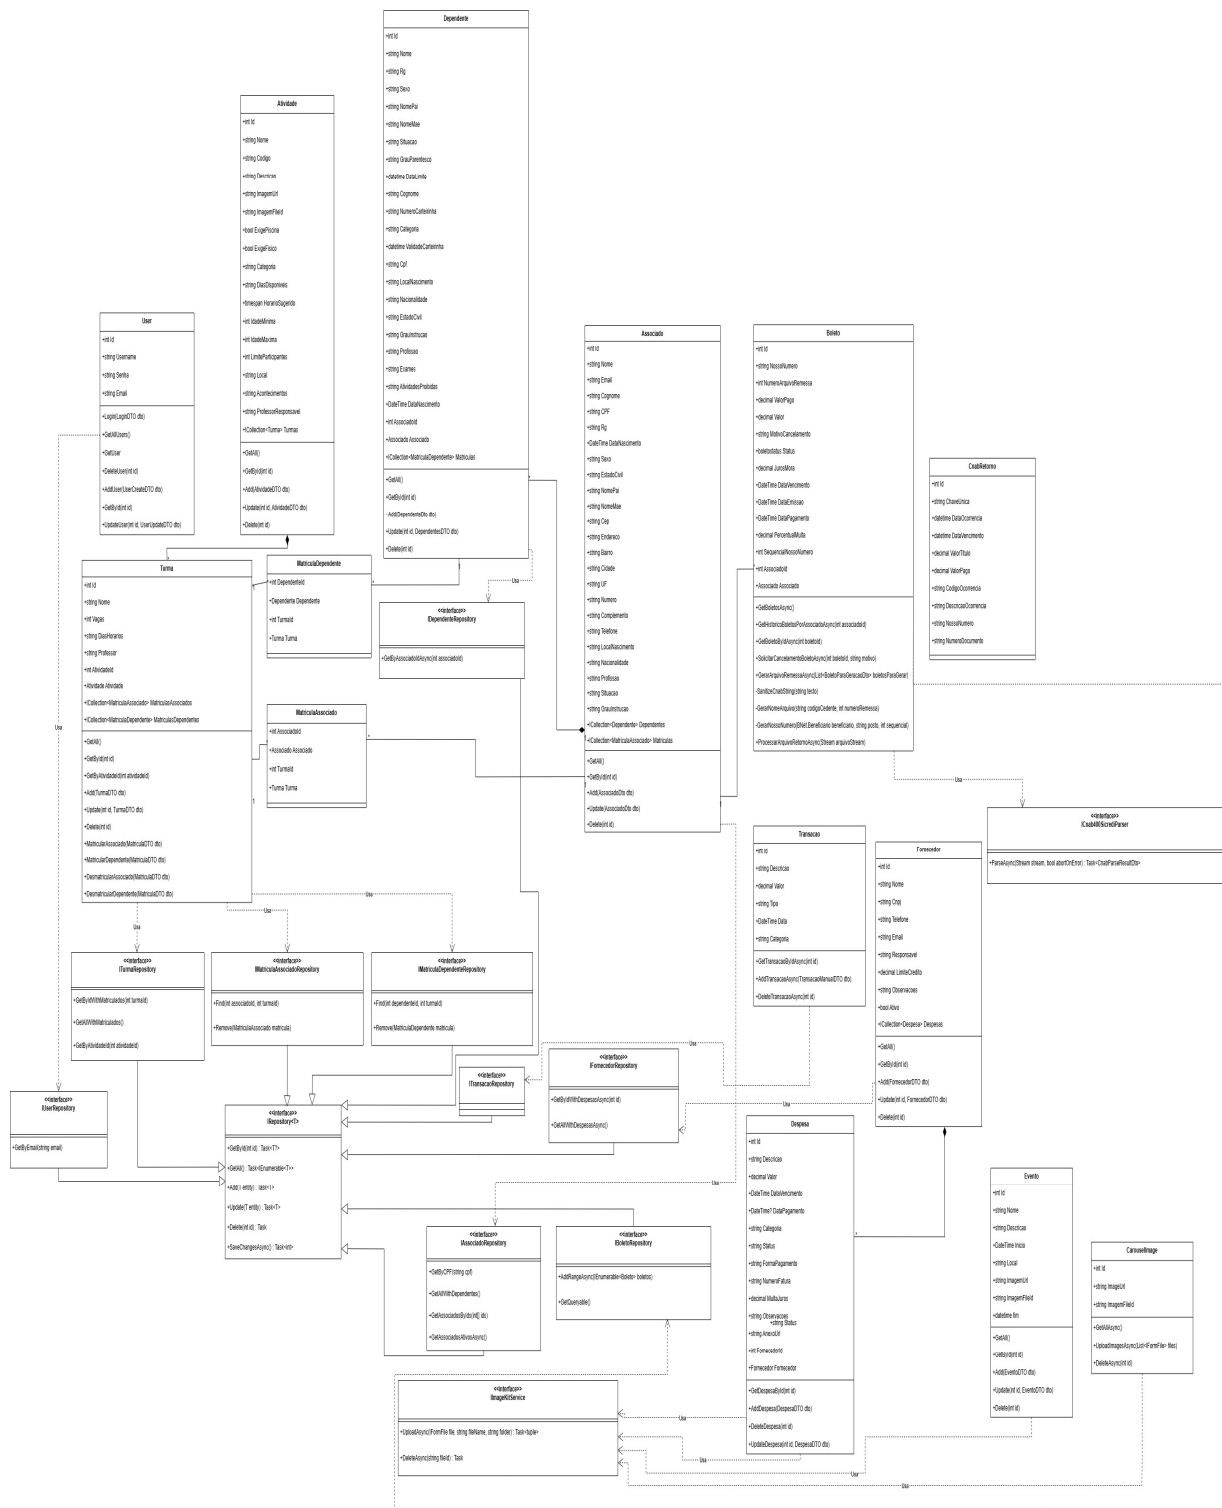 Dependente
+int Id
+string Nome
+string Rg
+string Sexo
+string NomePai
+string NomeMae
+string Situacao
+string GrauParentesco
+datetime DataLimite
+string Cognome
+string NumeroCarteirinha
+string Categoria
+datetime ValidadeCarteirinha
+string Cpf
+string LocalNascimento
+string Nacionalidade
+string EstadoCivil
+string GrauInstrucao
+string Profissao
+string Exames
+string AtividadesProibidas
+DateTime DataNascimento
+int AssociadoId
+Associado Associado
+ICollection<MatriculaDependente> Matriculas
+GetAll()
+GetById(int id)
+Add(DependenteDto dto)
+Update(int id, DependentesDTO dto)
+Delete(int id)
Atividade
+int Id
+string Nome
+string Codigo
+string Descricao
+string ImagemUrl
+string ImagemFileId
+bool ExigePiscina
+bool ExigeFisico
+string Categoria
+string DiasDisponiveis
+timespan HorarioSugerido
+int IdadeMinima
+int IdadeMaxima
+int LimiteParticipantes
+string Local
+string Acontecimentos
+string ProfessorResponsavel
+ICollection<Turma> Turmas
+GetAll()
+GetById(int id)
+Add(AtividadeDTO dto)
+Update(int id, AtividadeDTO dto)
+Delete(int id)
User
+int Id
+string Username
+string Senha
+string Email
+Login(LoginDTO dto)
+GetAllUsers()
+GetUser
+DeleteUser(int id)
+AddUser(UserCreateDTO dto)
+GetById(int id)
+UpdateUser(int id, UserUpdateDTO dto)
Associado
+int Id
+string Nome
+string Email
+string Cognome
+string CPF
+string Rg
+DateTime DataNascimento
+string Sexo
+string EstadoCivil
+string NomePai
+string NomeMae
+string Cep
+string Endereco
+string Bairro
+string Cidade
+string UF
+string Numero
+string Complemento
+string Telefone
+string LocalNascimento
+string Nacionalidade
+string Profissao
+string Situacao
+string GrauInstrucao
+ICollection<Dependente> Dependentes
+ICollection<MatriculaAssociado> Matriculas
+GetAll()
+GetById(int id)
+Add(AssociadoDto dto)
+Update(AssociadoDto dto)
+Delete(int id)
Boleto
+int Id
+string NossoNumero
+int NumeroArquivoRemessa
+decimal ValorPago
+decimal Valor
+string MotivoCancelamento
+boletostatus Status
+decimal JurosMora
+DateTime DataVencimento
+DateTime DataEmissao
+DateTime DataPagamento
+decimal PercentualMulta
+int SequencialNossoNumero
+int AssociadoId
+Associado Associado
+GetBoletosAsync()
+GetHistoricoBoletosPorAssociadoAsync(int associadoId)
+GetBoletoByIdAsync(int boletoId)
+SolicitarCancelamentoBoletoAsync(int boletoId, string motivo)
+GerarArquivoRemessaAsync(List<BoletoParaGeracaoDto> boletosParaGerar)
-SanitizeCnabString(string texto)
-GerarNomeArquivo(string codigoCedente, int numeroRemessa)
-GerarNossoNumero(BNet.Beneficiario beneficiario, string posto, int sequencial)
+ProcessarArquivoRetornoAsync(Stream arquivoStream)
CnabRetorno
+int Id
+string ChaveUnica
+datetime DataOcorrencia
+datetime DataVencimento
+decimal ValorTitulo
+decimal ValorPago
+string CodigoOcorrencia
+string DescricaoOcorrencia
+string NossoNumero
+string NumeroDocumento
Turma
+int Id
+string Nome
+int Vagas
+string DiasHorarios
+string Professor
+int AtividadeId
+Atividade Atividade
+ICollection<MatriculaAssociado> MatriculasAssociados
+ICollection<MatriculaDependente> MatriculasDependentes
+GetAll()
+GetById(int id)
+GetByAtividadeId(int atividadeId)
+Add(TurmaDTO dto)
+Update(int id, TurmaDTO dto)
+Delete(int id)
+MatricularAssociado(MatriculaDTO dto)
+MatricularDependente(MatriculaDTO dto)
+DesmatricularAssociado(MatriculaDTO dto)
+DesmatricularDependente(MatriculaDTO dto)
MatriculaDependente
+int DependenteId
+Dependente Dependente
+int TurmaId
+Turma Turma
MatriculaAssociado
+int AssociadoId
+Associado Associado
+int TurmaId
+Turma Turma
<<interface>>
IDependenteRepository
+GetByAssociadoIdAsync(int associadoId)
<<interface>>
ICnab400SicrediParser
+ParseAsync(Stream stream, bool abortOnError) : Task<CnabParseResultDto>
Transacao
+int Id
+string Descricao
+decimal Valor
+string Tipo
+DateTime Data
+string Categoria
+GetTransacaoByIdAsync(int id)
+AddTransacaoAsync(TransacaoManualDTO dto)
+DeleteTransacaoAsync(int id)
Fornecedor
+int Id
+string Nome
+string Cnpj
+string Telefone
+string Email
+string Responsavel
+decimal LimiteCredito
+string Observacoes
+bool Ativo
+ICollection<Despesa> Despesas
+GetAll()
+GetById(int id)
+Add(FornecedorDTO dto)
+Update(int id, FornecedorDTO dto)
+Delete(int id)
<<interface>>
ITurmaRepository
+GetByIdWithMatriculados(int turmaId)
+GetAllWithMatriculados()
+GetByAtividadeId(int atividadeId)
<<interface>>
IMatriculaAssociadoRepository
+Find(int associadoId, int turmaId)
+Remove(MatriculaAssociado matricula)
<<interface>>
IMatriculaDependenteRepository
+Find(int dependenteId, int turmaId)
+Remove(MatriculaDependente matricula)
<<interface>>
ITransacaoRepository
<<interface>>
IFornecedorRepository
+GetByIdWithDespesasAsync(int id)
+GetAllWithDespesasAsync()
<<interface>>
IUserRepository
+GetByEmail(string email)
<<interface>>
IRepository<T>
+GetById(int id) : Task<T?>
+GetAll() : Task<IEnumerable<T>>
+Add(T entity) : Task<T>
+Update(T entity) : Task<T>
+Delete(int id) : Task
+SaveChangesAsync() : Task<int>
<<interface>>
IAssociadoRepository
+GetByCPF(string cpf)
+GetAllWithDependentes()
+GetAssociadosByIds(int[] ids)
+GetAssociadosAtivosAsync()
<<interface>>
IBoletoRepository
+AddRangeAsync(IEnumerable<Boleto> boletos)
+GetQueryable()
Despesa
+int Id
+string Descricao
+decimal Valor
+DateTime DataVencimento
+DateTime? DataPagamento
+string Categoria
+string Status
+string FormaPagamento
+string NumeroFatura
+decimal MultaJuros
+string Observacoes
+string Status
+string AnexoUrl
+int FornecedorId
+Fornecedor Fornecedor
+GetDespesaById(int id)
+AddDespesa(DespesaDTO dto)
+DeleteDespesa(int id)
+UpdateDespesa(int id, DespesaDTO dto)
Evento
+int Id
+string Nome
+string Descricao
+DateTime Inicio
+string Local
+string ImagemUrl
+string ImagemFileId
+datetime fim
+GetAll()
+GetById(int id)
+Add(EventoDTO dto)
+Update(int id, EventoDTO dto)
+Delete(int id)
CarouselImage
+int Id
+string ImageUrl
+string ImagemFileId
+GetAllAsync()
+UploadImagesAsync(List<IFormFile> files)
+DeleteAsync(int id)
<<interface>>
IImageKitService
+UploadAsync(IFormFile file, string fileName, string folder) : Task<tuple>
+DeleteAsync(string fileId) : Task
Usa
Usa
Usa
Usa
Usa
Usa
Usa
Usa
Usa
Usa
Usa
Usar
Usa